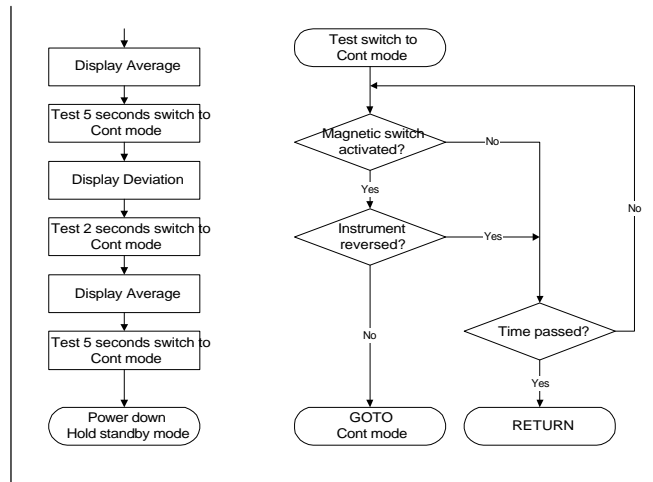 Display Average
Test 5 seconds switch to
Cont mode
Display Deviation
Test 2 seconds switch to
Cont mode
Display Average
Test 5 seconds switch to
Cont mode
Power down
Hold standby mode
Test switch to
Cont mode
Magnetic switch
activated?
No
Yes
Instrument
reversed?
Yes
No
No
Time passed?
Yes
GOTO
Cont mode
RETURN